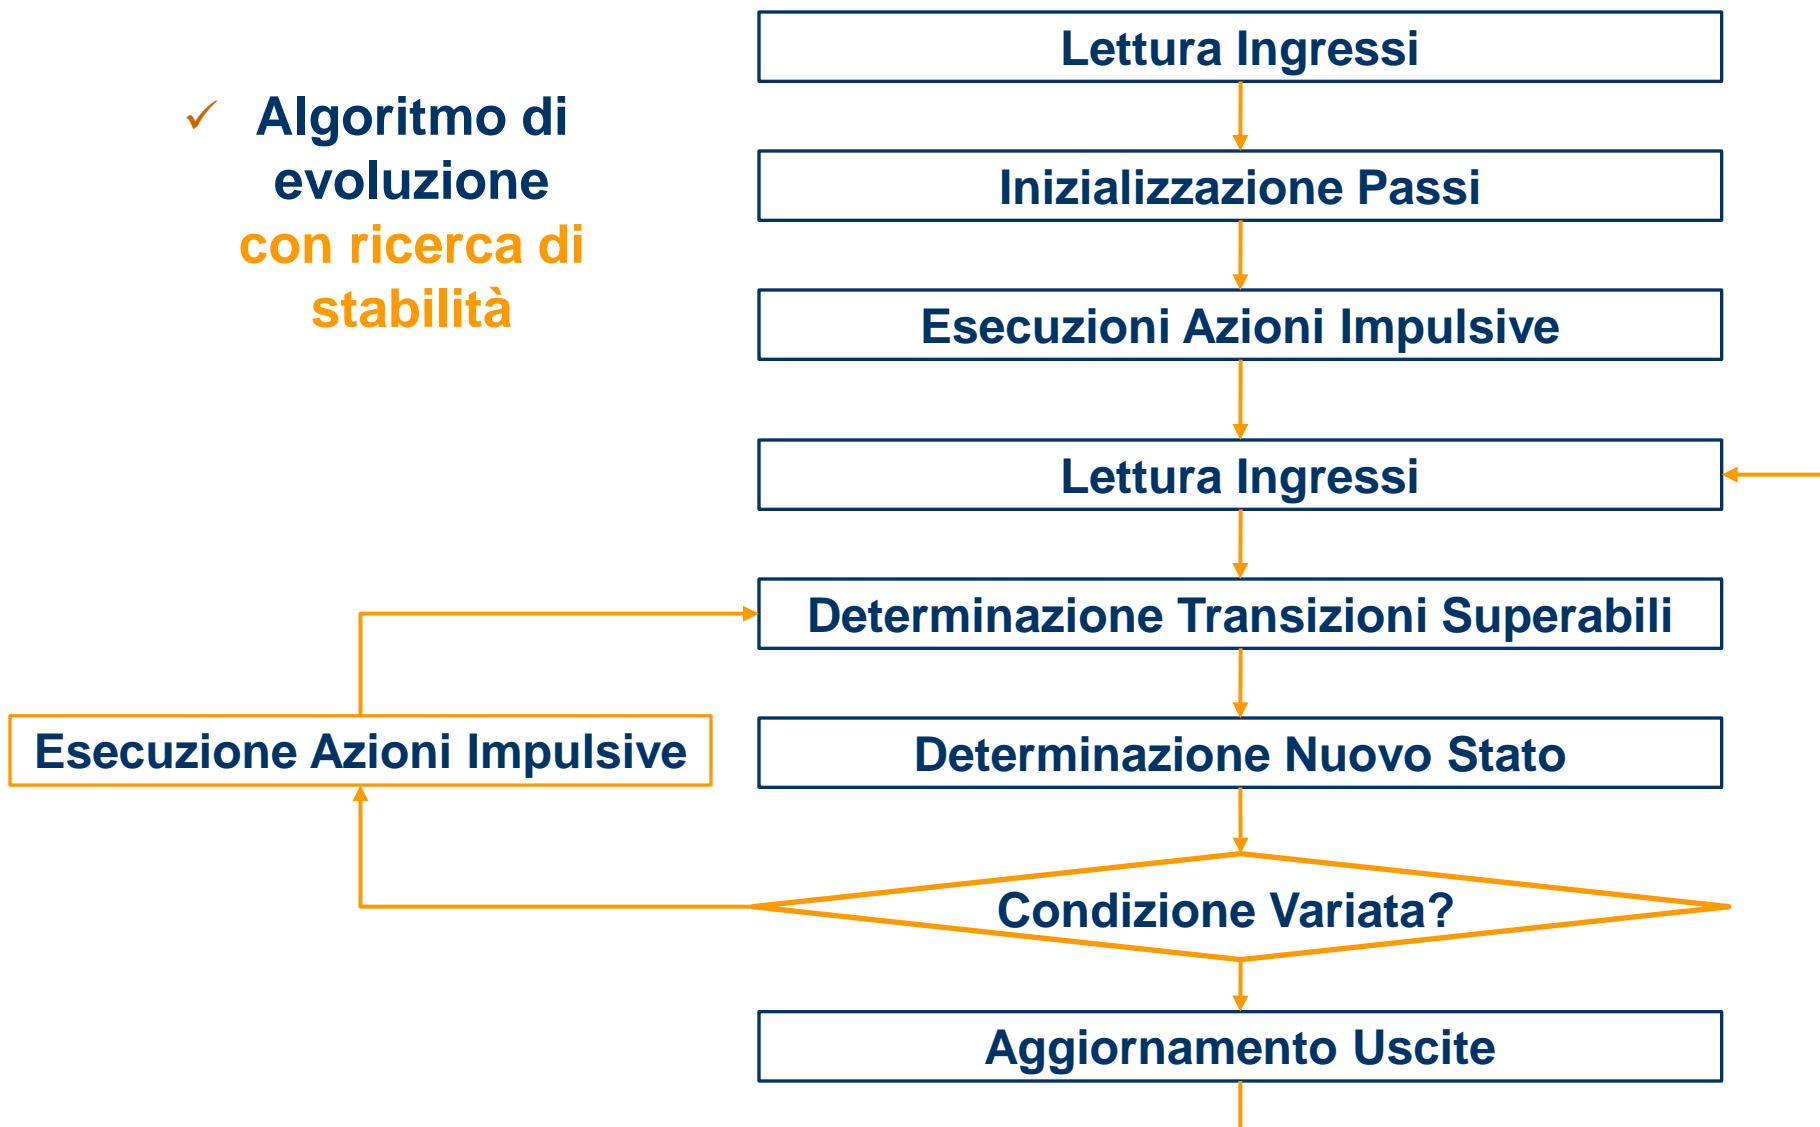 Lettura Ingressi
✓ Algoritmo di
evoluzione
con ricerca di
stabilità
Inizializzazione Passi
Esecuzioni Azioni Impulsive
Lettura Ingressi
Determinazione Transizioni Superabili
Esecuzione Azioni Impulsive
Determinazione Nuovo Stato
Condizione Variata?
Aggiornamento Uscite